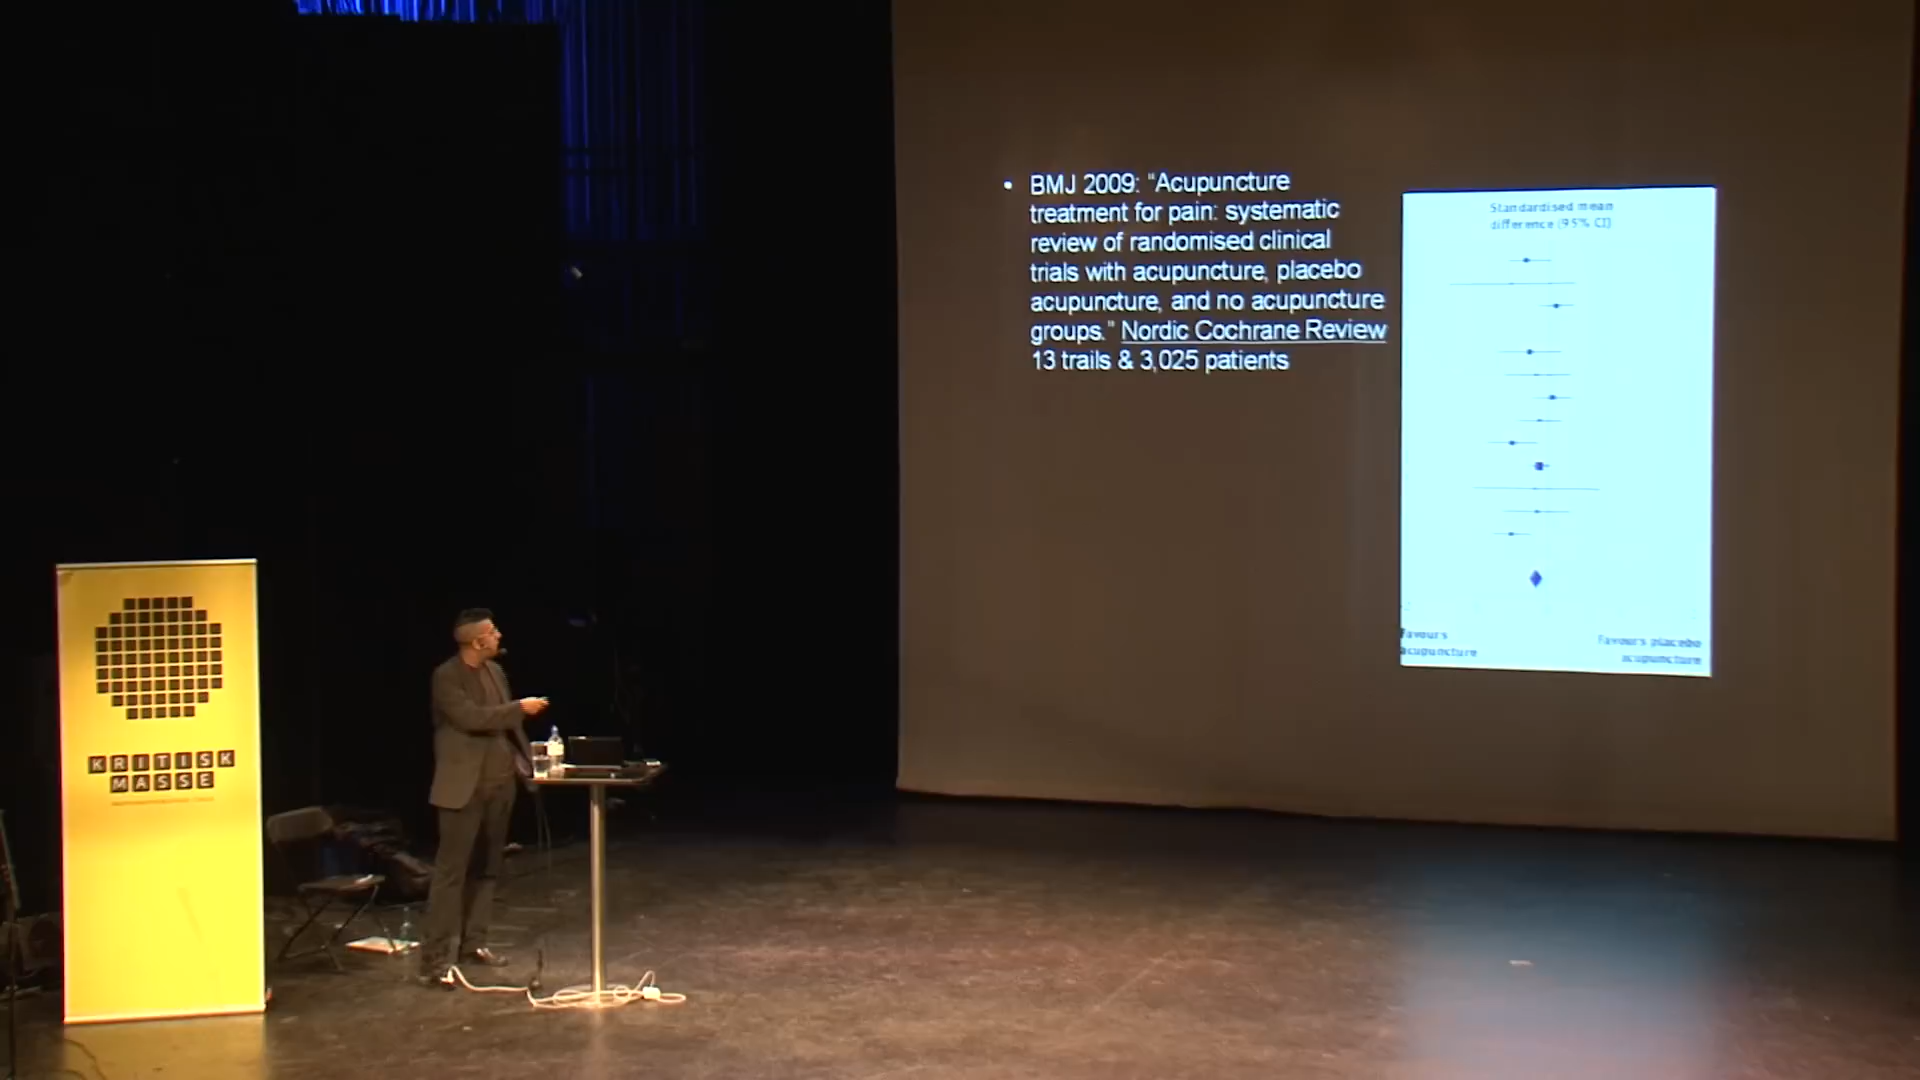 • BMJ 2009: “Acupuncture
treatment for pain: systematic
review of randomised clinical
trials with acupuncture, placebo
acupuncture, and no acupuncture
groups.” Nordic Cochrane Review
13 trails & 3,025 patients
Standardised mean
difference (95% CI)
Favours
acupuncture
Favours placebo
acupuncture
KRITISK
MASSE